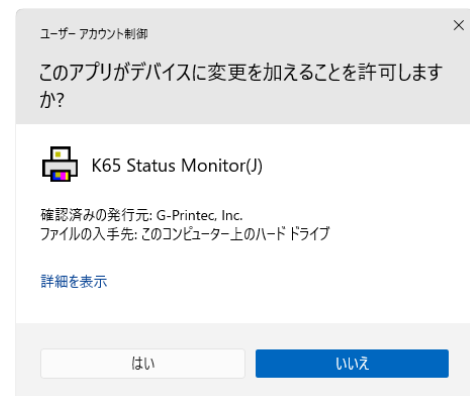 ユーザー アカウント制御
このアプリがデバイスに変更を加えることを許可します
か?
K65 Status Monitor(J)
確認済みの発行元: G-Printec, Inc.
ファイルの入手先: このコンピューター上のハード ドライブ
詳細を表示
はい
いいえ